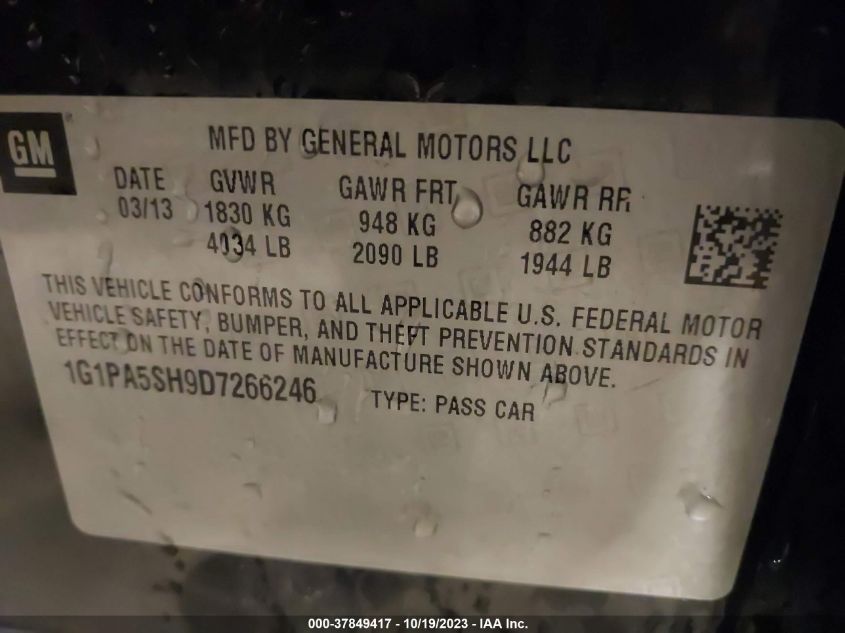 GM
MFD BY GENERAL MOTORS LLC
DATE GVWR GAWR FRT GAWR RR
03/13 1830 KG 948 KG 882 KG
4034 LB 2090 LB 1944 LB
THIS VEHICLE CONFORMS TO ALL APPLICABLE U.S. FEDERAL MOTOR
VEHICLE SAFETY, BUMPER, AND THEFT PREVENTION STANDARDS IN
EFFECT ON THE DATE OF MANUFACTURE SHOWN ABOVE.
1G1PA5SH9D7266246 TYPE: PASS CAR
000-37849417 - 10/19/2023 - IAA Inc.